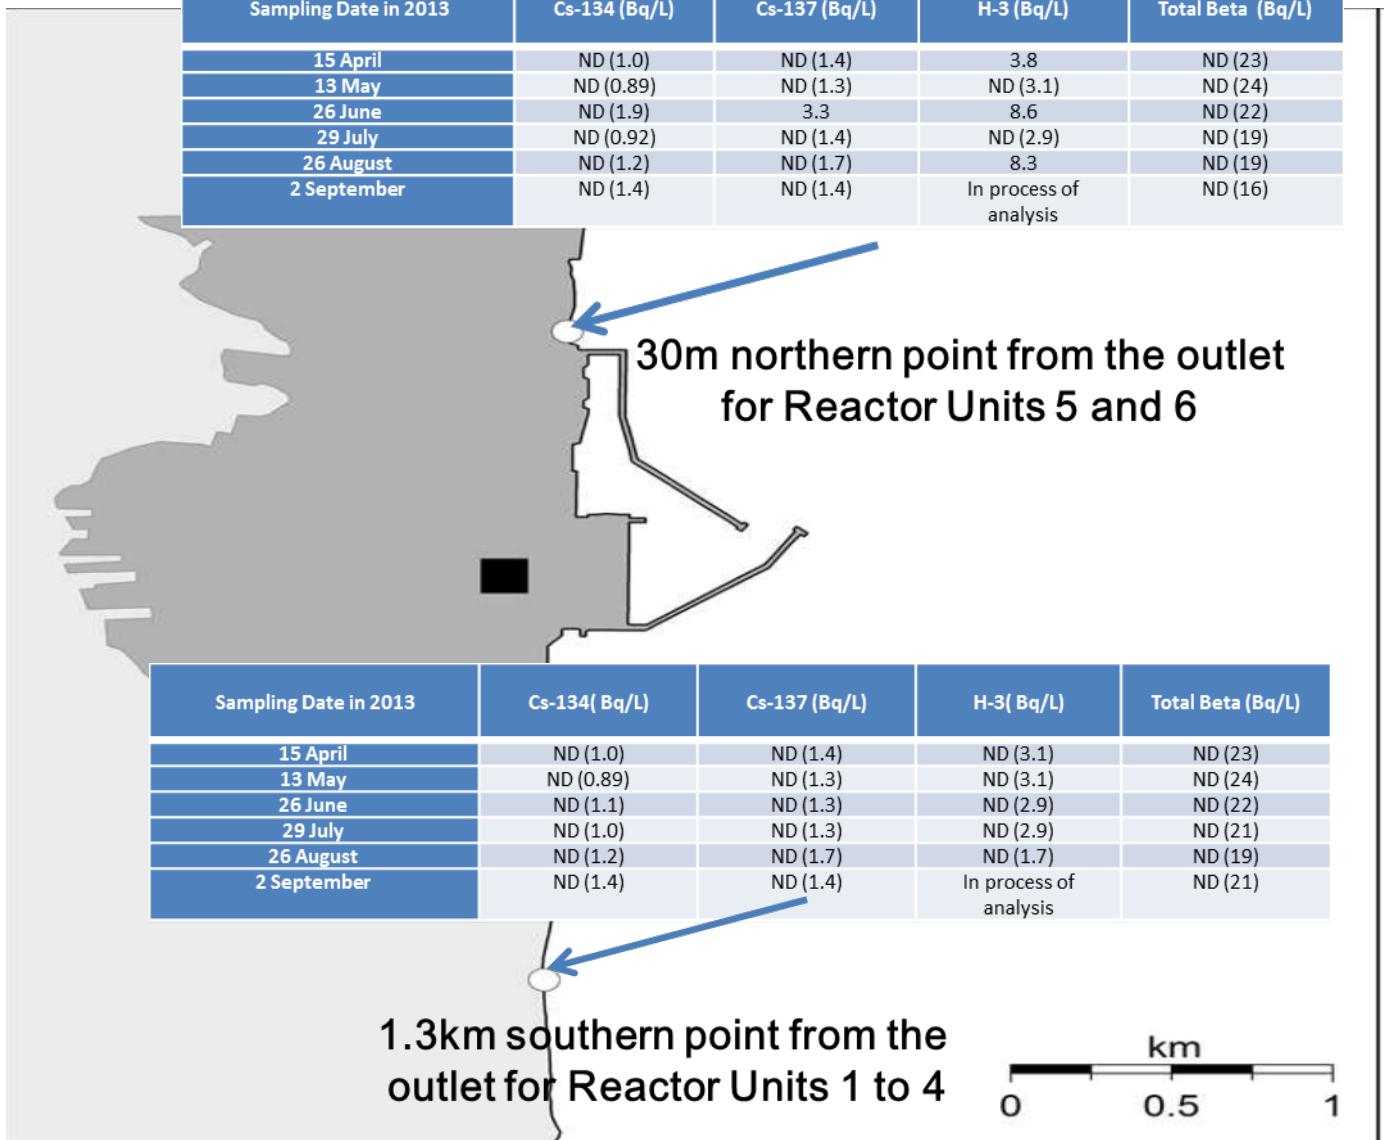 Sampling Date in 2013 Cs-134 (Bq/L) Cs-137 (Bq/L) H-3 (Bq/L) Total Beta (Bq/L)
15 April ND (1.0) ND (1.4) 3.8 ND (23)
13 May ND (0.89) ND (1.3) ND (3.1) ND (24)
26 June ND (1.9) 3.3 8.6 ND (22)
29 July ND (0.92) ND (1.4) ND (2.9) ND (19)
26 August ND (1.2) ND (1.7) 8.3 ND (19)
2 September ND (1.4) ND (1.4) In process of ND (16)
analysis
30m northern point from the outlet
for Reactor Units 5 and 6
Sampling Date in 2013 Cs-134( Bq/L) Cs-137 (Bq/L) H-3( Bq/L) Total Beta (Bq/L)
15 April ND (1.0) ND (1.4) ND (3.1) ND (23)
13 May ND (0.89) ND (1.3) ND (3.1) ND (24)
26 June ND (1.1) ND (1.3) ND (2.9) ND (22)
29 July ND (1.0) ND (1.3) ND (2.9) ND (21)
26 August ND (1.2) ND (1.7) ND (1.7) ND (19)
2 September ND (1.4) ND (1.4) In process of ND (21)
analysis
1.3km southern point from the
outlet for Reactor Units 1 to 4
km
0 0.5 1